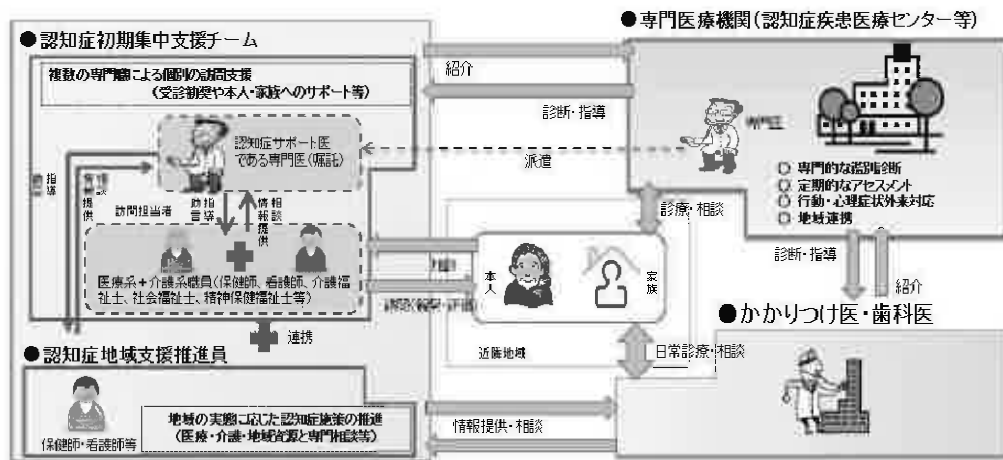 ●認知症初期集中支援チーム
複数の専門職による個別の訪問支援
(受診勧奨や本人・家族へのサポート等)
認知症サポート医
である専門医(嘱託)
訪問担当者
指導
助言
相談
情報提供
医療系+介護系職員(保健師、看護師、介護福
祉士、社会福祉士、精神保健福祉士等)
連携
●認知症地域支援推進員
地域の実態に応じた認知症施策の推進
(医療・介護・地域資源と専門相談等)
保健師・看護師等
紹介
診断・指導
派遣
本人
家族
近隣地域
診療・相談
日常診療・相談
情報提供・相談
●専門医療機関(認知症疾患医療センター等)
専門医
○ 専門的な鑑別診断
○ 定期的なアセスメント
○ 行動・心理症状外来対応
○ 地域連携
診断・指導
紹介
●かかりつけ医・歯科医